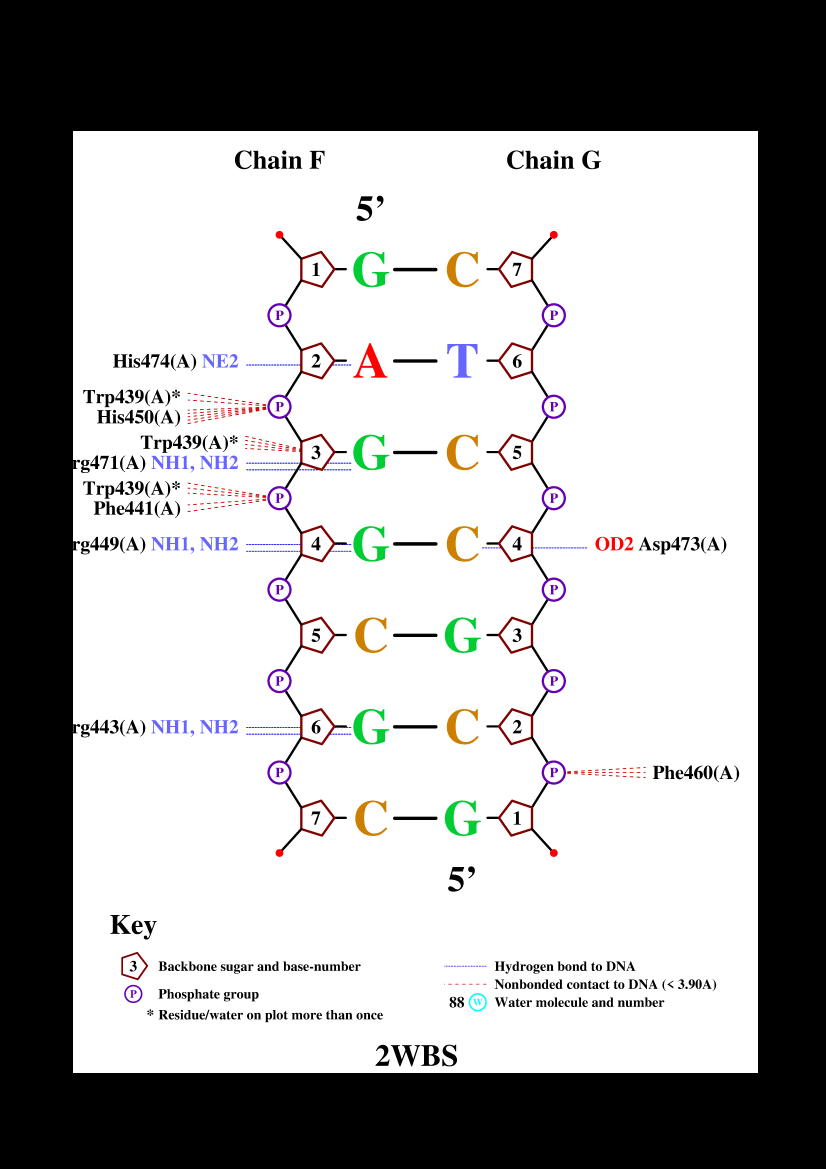 Chain F Chain G
5’
1 G C 7
P P
His474(A) NE2 2 A T 6
Trp439(A)*
P P
His450(A)
Trp439(A)*
3 G C 5
rg471(A) NH1, NH2
Trp439(A)*
P P
Phe441(A)
rg449(A) NH1, NH2 4 G C 4 OD2 Asp473(A)
P P
5 C G 3
P P
rg443(A) NH1, NH2 6 G C 2
P P Phe460(A)
7 C G 1
5’
Key
3 Backbone sugar and base-number
P Phosphate group
* Residue/water on plot more than once
Hydrogen bond to DNA
Nonbonded contact to DNA (< 3.90A)
88 W Water molecule and number
2WBS